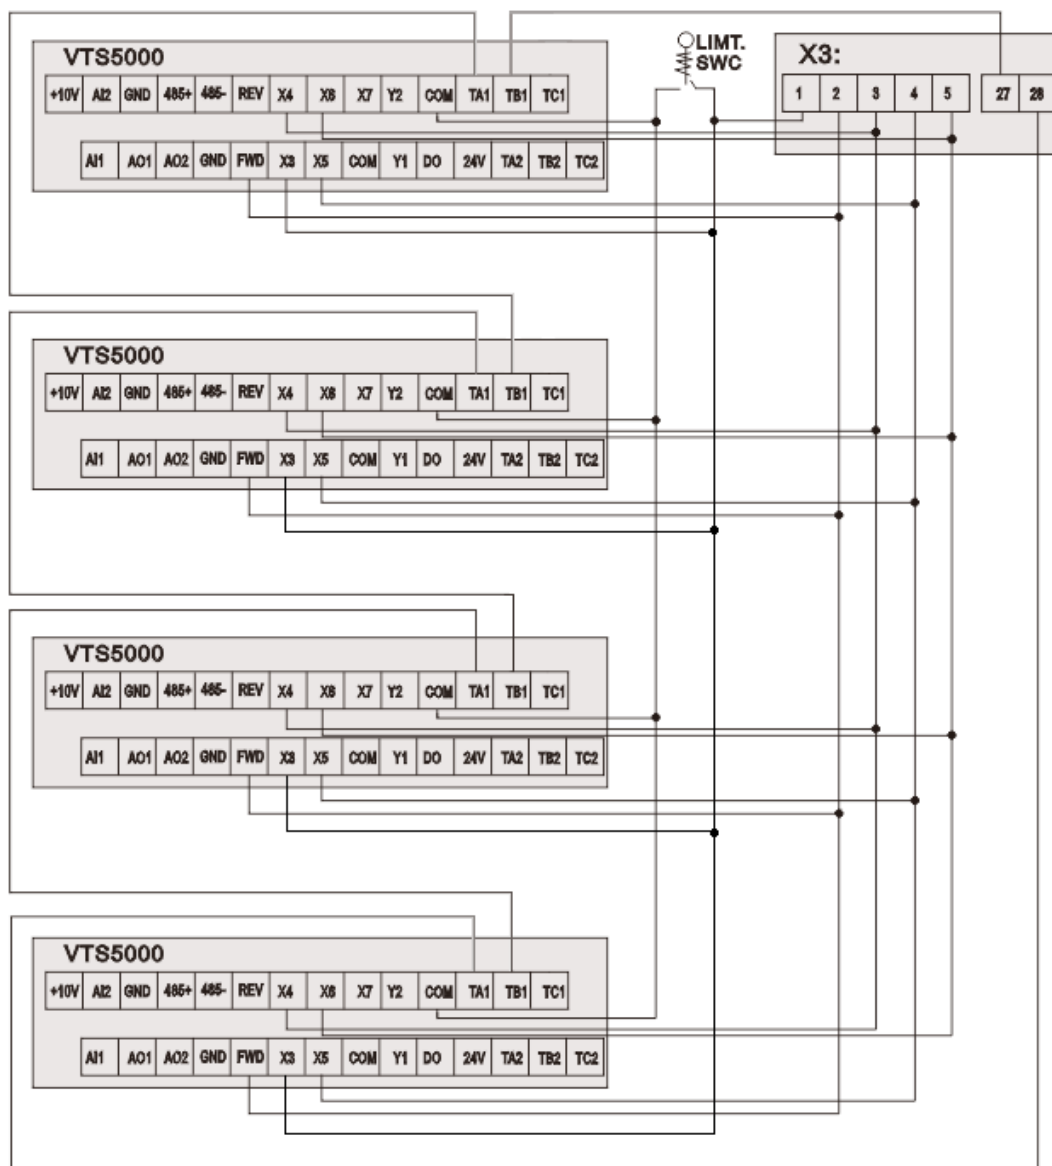 VTS5000
+10V AI2 GND 485+ 485- REV X4 X6 X7 Y2 COM TA1 TB1 TC1
AI1 AO1 AO2 GND FWD X3 X5 COM Y1 DO 24V TA2 TB2 TC2
LIMT.
SWC
X3:
1 2 3 4 5 27 28
VTS5000
+10V AI2 GND 485+ 485- REV X4 X6 X7 Y2 COM TA1 TB1 TC1
AI1 AO1 AO2 GND FWD X3 X5 COM Y1 DO 24V TA2 TB2 TC2
VTS5000
+10V AI2 GND 485+ 485- REV X4 X6 X7 Y2 COM TA1 TB1 TC1
AI1 AO1 AO2 GND FWD X3 X5 COM Y1 DO 24V TA2 TB2 TC2
VTS5000
+10V AI2 GND 485+ 485- REV X4 X6 X7 Y2 COM TA1 TB1 TC1
AI1 AO1 AO2 GND FWD X3 X5 COM Y1 DO 24V TA2 TB2 TC2